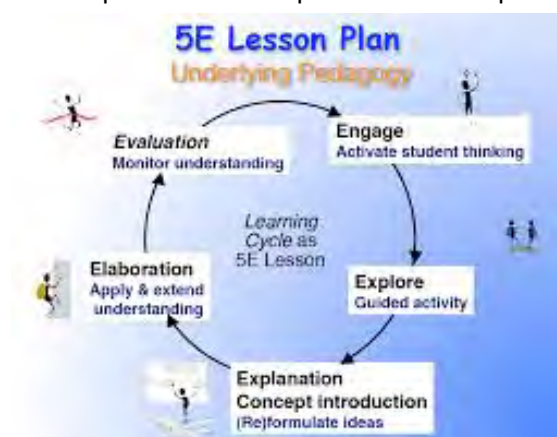 5E Lesson Plan
Underlying Pedagogy
Evaluation
Monitor understanding
Engage
Activate student thinking
Learning
Cycle as
5E Lesson
Elaboration
Apply & extend
understanding
Explore
Guided activity
Explanation
Concept introduction
(Re)formulate ideas